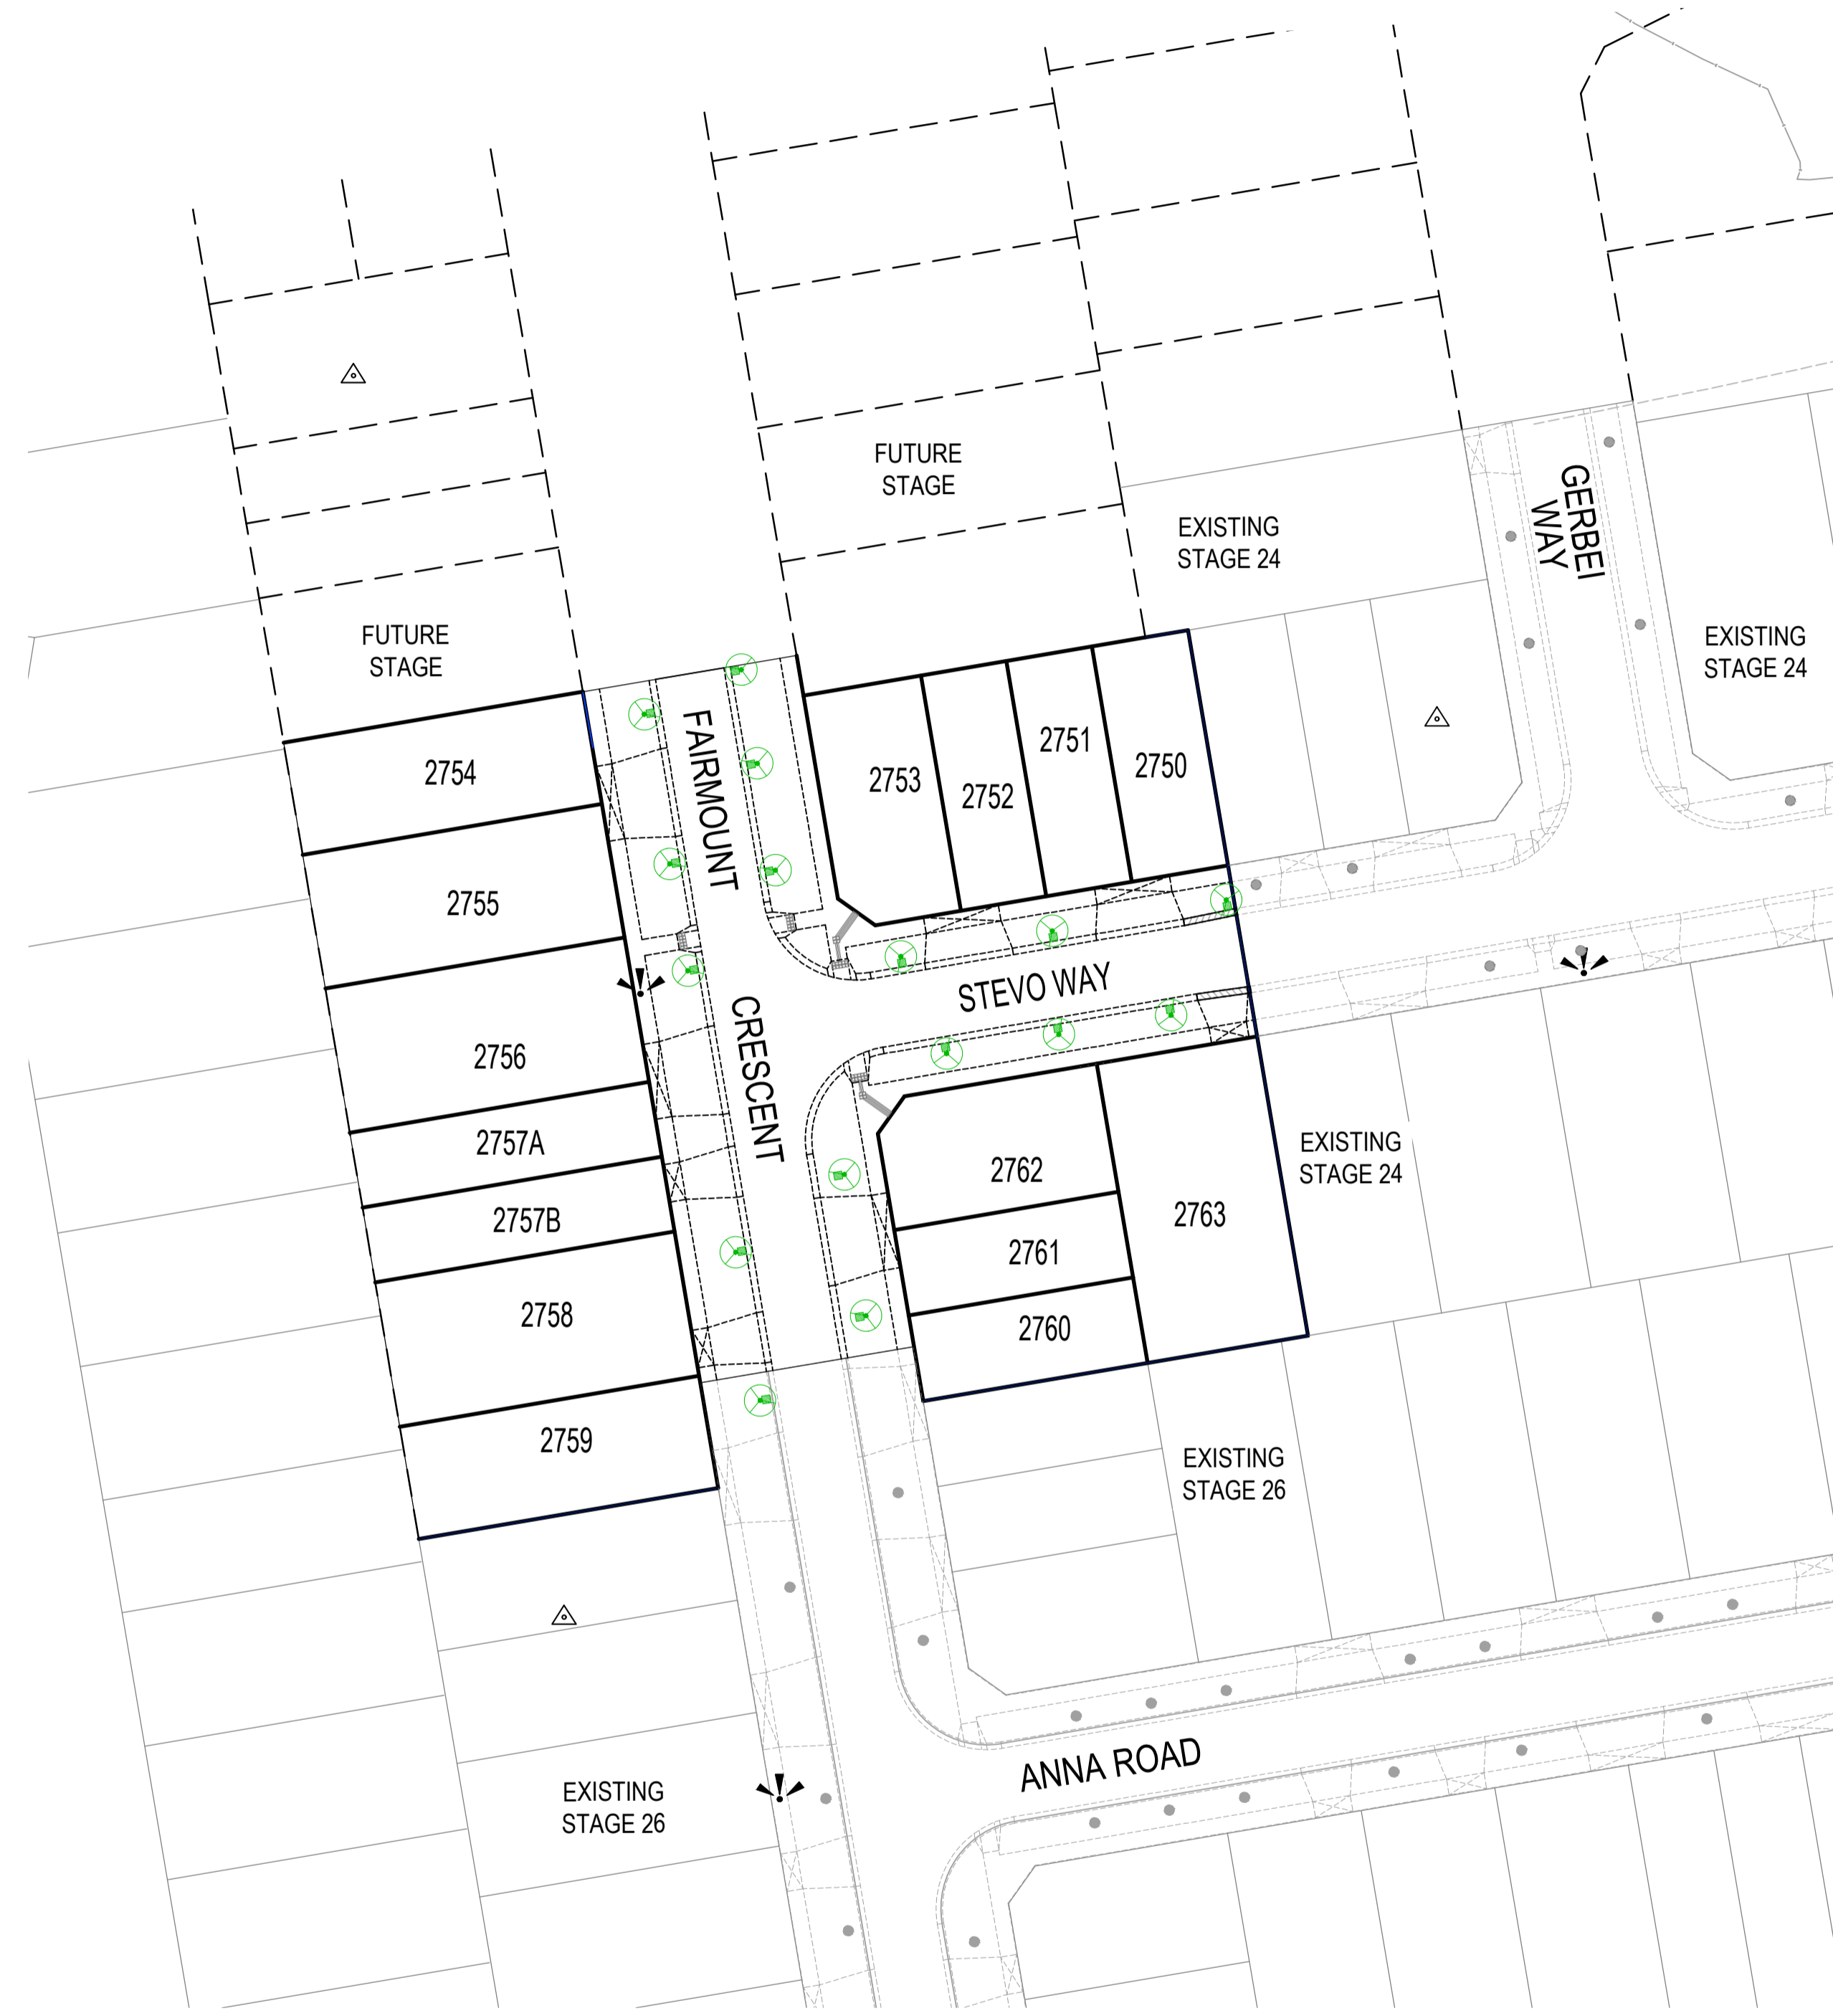 FUTURE
STAGE
EXISTING
STAGE 24
GERBEI
WAY
FUTURE
STAGE
EXISTING
STAGE 24
2754
FAIRMOUNT
CRESCENT
2753
2752
2751
2750
2755
STEVO WAY
2756
2757A
2757B
2758
2759
2762
2761
2760
2763
EXISTING
STAGE 24
EXISTING
STAGE 26
ANNA ROAD
EXISTING
STAGE 26